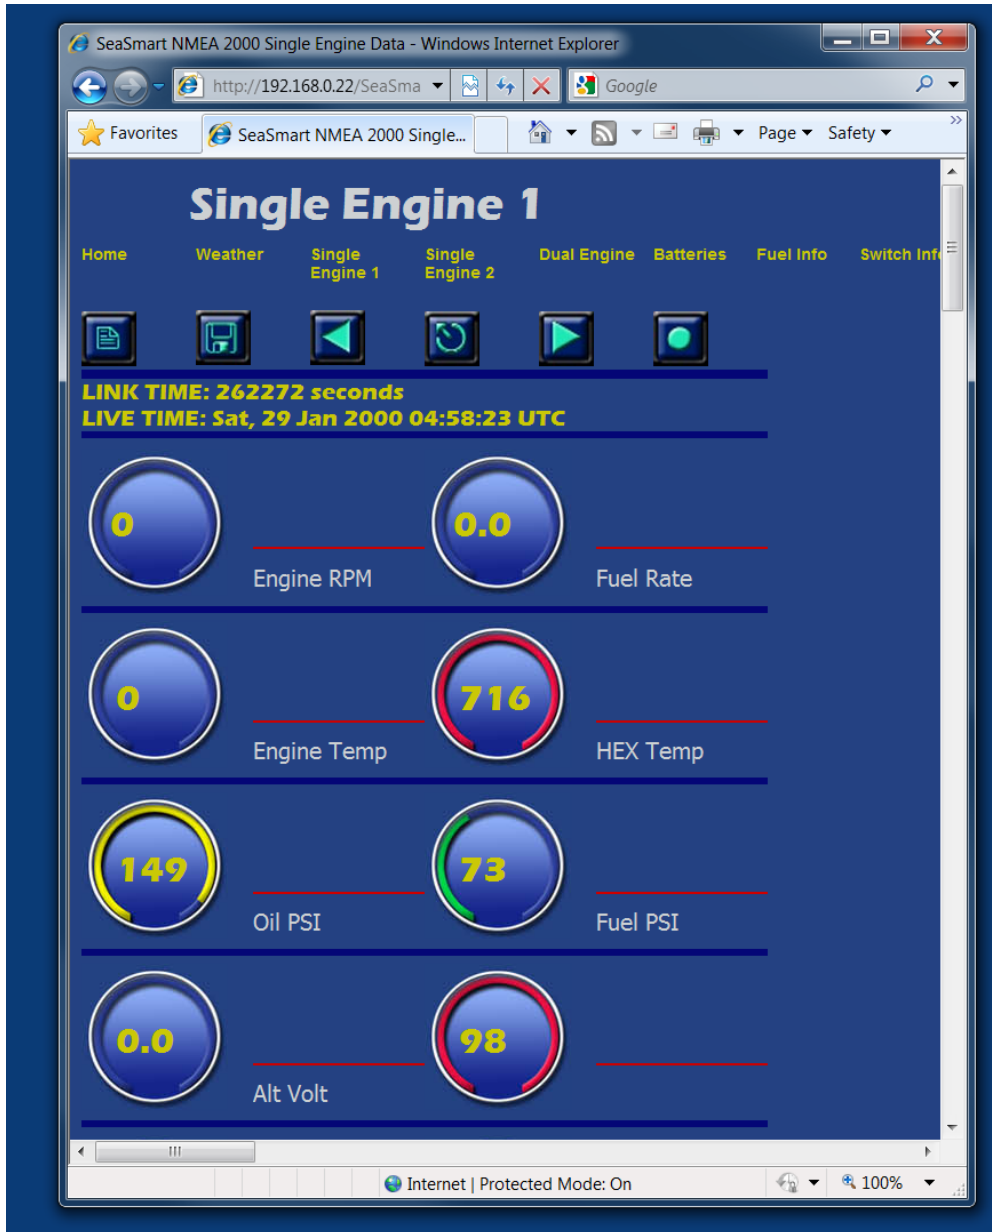 SeaSmart NMEA 2000 Single Engine Data - Windows Internet Explorer
http://192.168.0.22/SeaSma
Google
Favorites
SeaSmart NMEA 2000 Single...
Page
Safety
Single Engine 1
Home Weather Single Engine 1 Single Engine 2 Dual Engine Batteries Fuel Info Switch Info
LINK TIME: 262272 seconds
LIVE TIME: Sat, 29 Jan 2000 04:58:23 UTC
0
Engine RPM
0.0
Fuel Rate
0
Engine Temp
716
HEX Temp
149
Oil PSI
73
Fuel PSI
0.0
Alt Volt
98
Internet | Protected Mode: On
100%